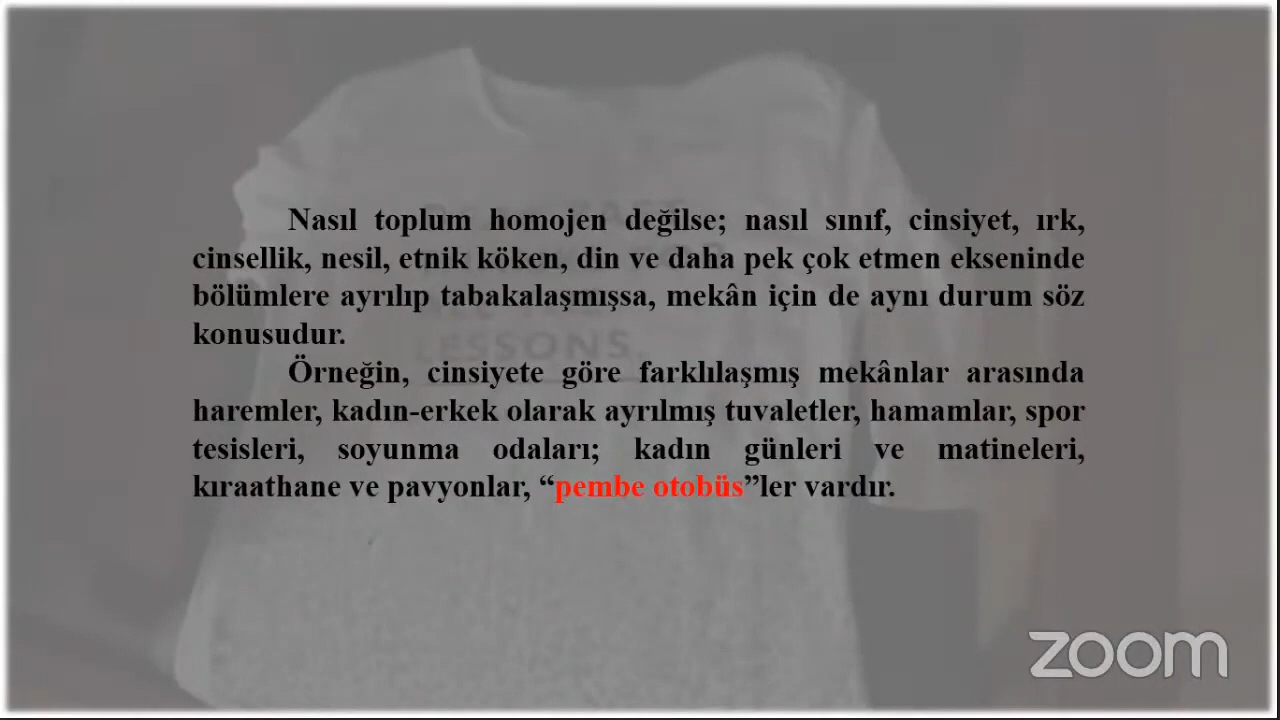 Nasıl toplum homojen değilse; nasıl sınıf, cinsiyet, ırk,
cinsellik, nesil, etnik köken, din ve daha pek çok etmen ekseninde
bölümlere ayrılıp tabakalaşmışsa, mekân için de aynı durum söz
konusudur.
LESSONS.
Örneğin, cinsiyete göre farklılaşmış mekânlar arasında
haremler, kadın-erkek olarak ayrılmış tuvaletler, hamamlar, spor
tesisleri, soyunma odaları; kadın günleri ve matineleri,
kıraathane ve pavyonlar, “pembe otobüs”ler vardır.
zoom